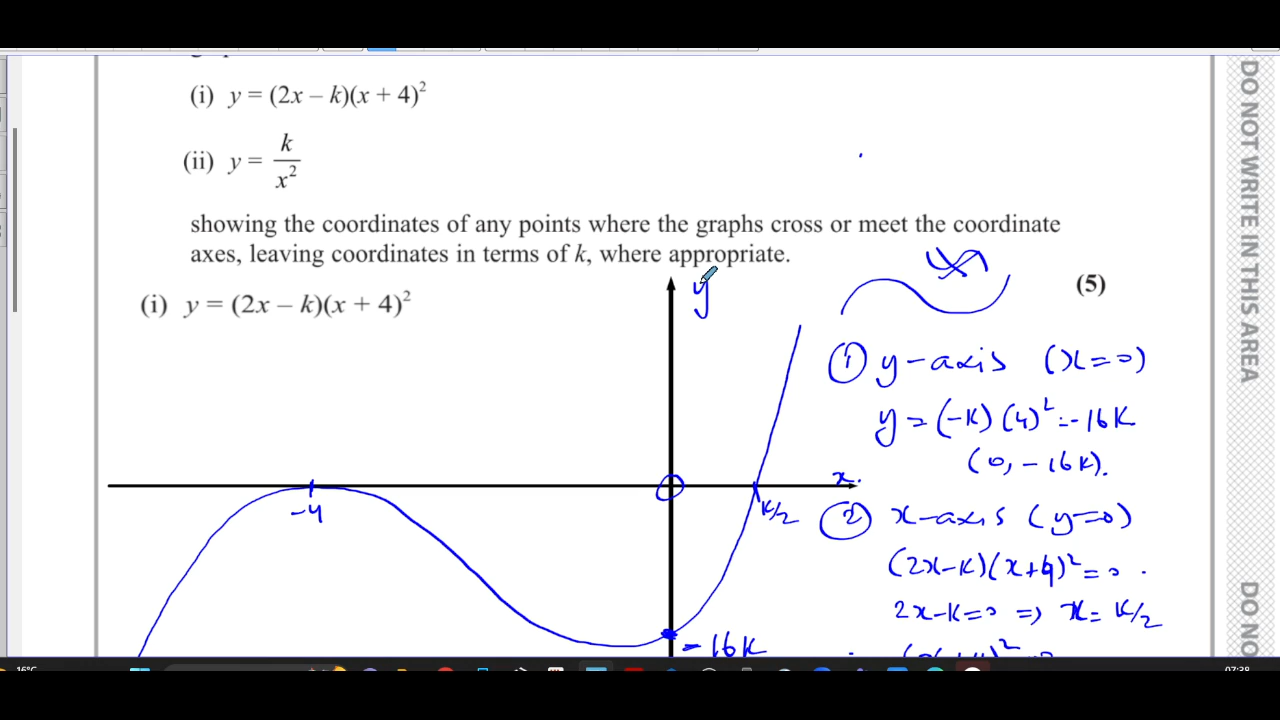 (i) y = (2x – k)(x + 4)²
(ii) y = k/x²
showing the coordinates of any points where the graphs cross or meet the coordinate
axes, leaving coordinates in terms of k, where appropriate.
(5)
(i) y = (2x – k)(x + 4)²
y
x
-4
k/2
-16k
① y-axis (x=0)
y = (-k)(4)² = -16k
(0, -16k).
② x-axis (y=0)
(2x-k)(x+4)² = 0
2x-k=0 => x= k/2
DO NOT WRITE IN THIS AREA
DO NO
16°C
07:38